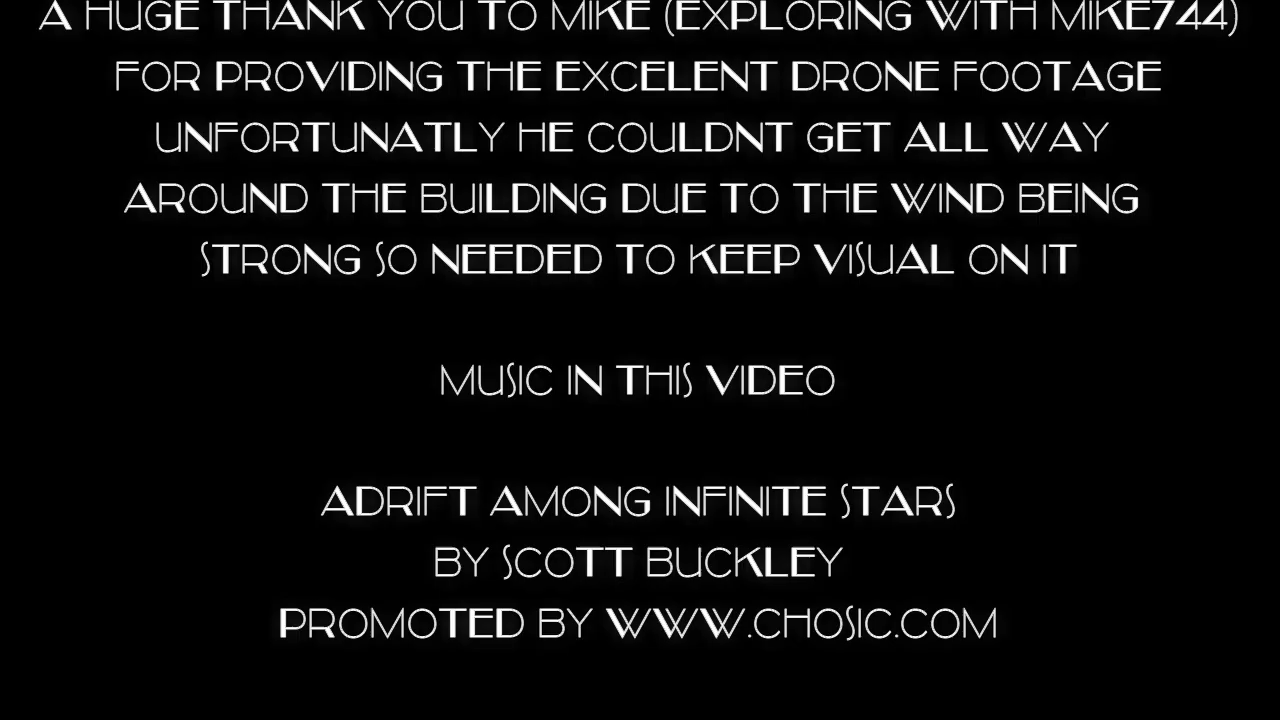 A HUGE THANK YOU TO MIKE (EXPLORING WITH MIKE744)
FOR PROVIDING THE EXCELENT DRONE FOOTAGE
UNFORTUNATLY HE COULDNT GET ALL WAY
AROUND THE BUILDING DUE TO THE WIND BEING
STRONG SO NEEDED TO KEEP VISUAL ON IT
MUSIC IN THIS VIDEO
ADRIFT AMONG INFINITE STARS
BY SCOTT BUCKLEY
PROMOTED BY WWW.CHOSIC.COM